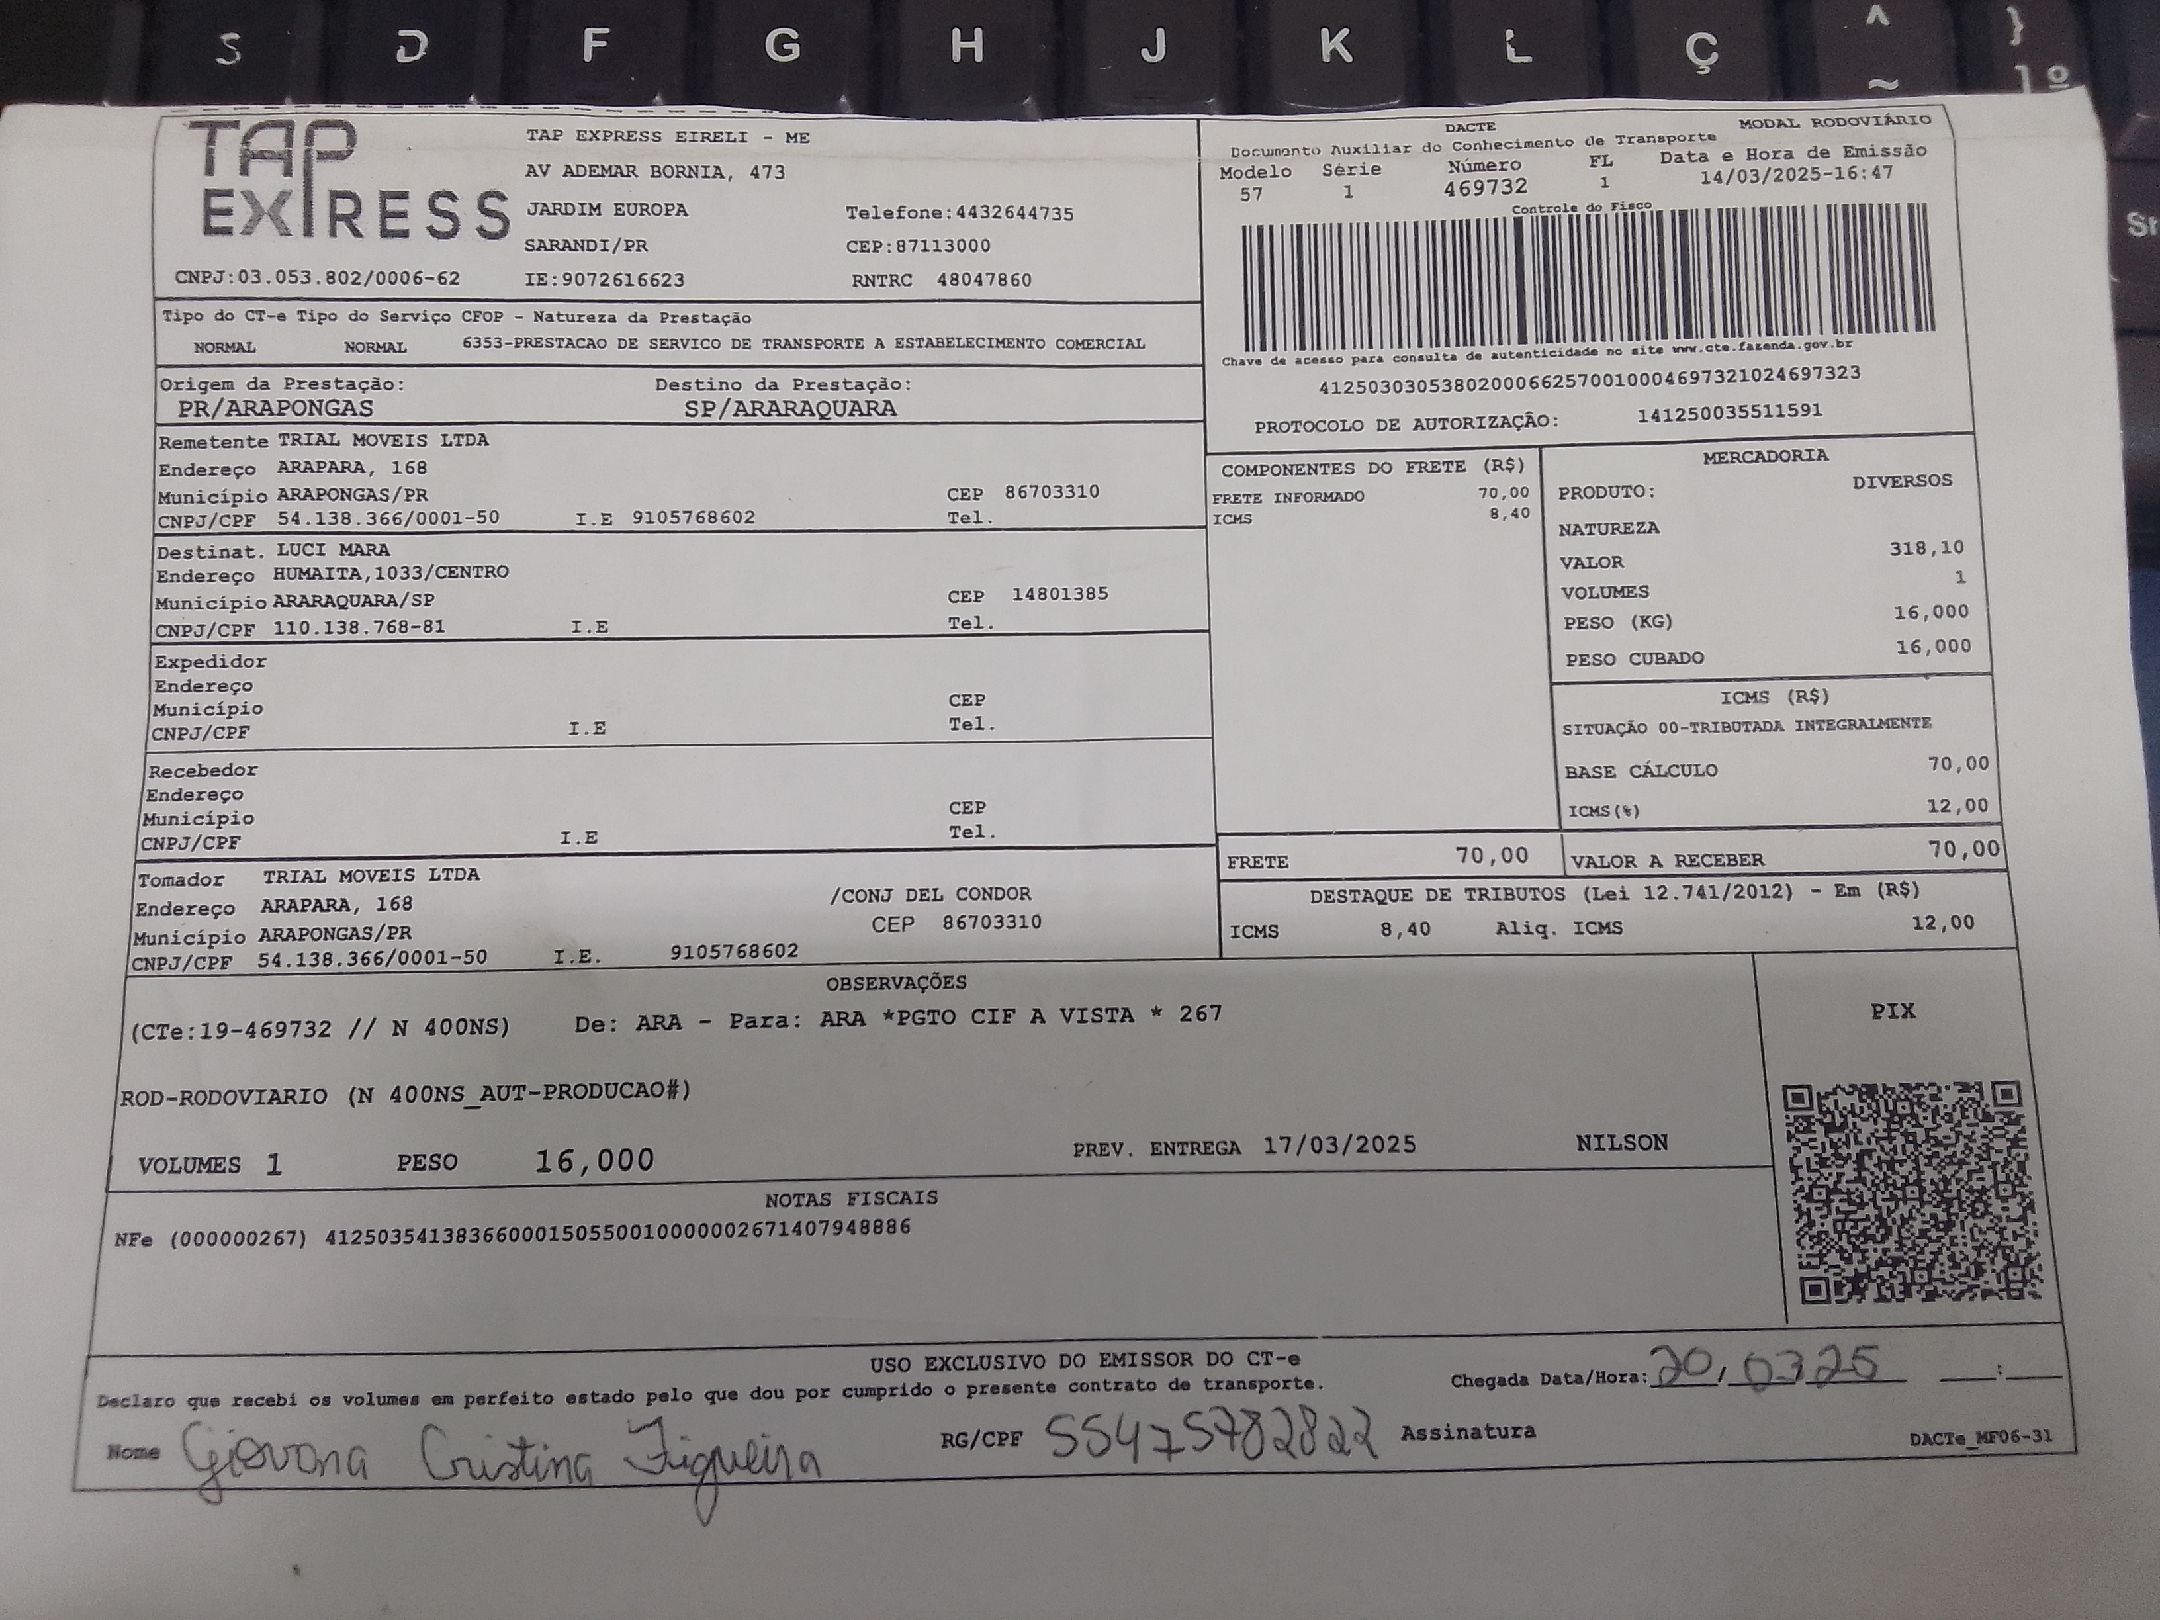 S D F G H J K L Ç ^ ~ } ] º
TAP EXPRESS
TAP EXPRESS EIRELI - ME
AV ADEMAR BORNIA, 473
JARDIM EUROPA Telefone:4432644735
SARANDI/PR CEP:87113000
CNPJ:03.053.802/0006-62 IE:9072616623 RNTRC 48047860
DACTE MODAL RODOVIÁRIO
Documento Auxiliar do Conhecimento de Transporte
Modelo Série Número FL Data e Hora de Emissão
57 1 469732 1 14/03/2025-16:47
Controle do Fisco
Chave de acesso para consulta de autenticidade no site www.cte.fazenda.gov.br
41250303053802000662570010004697321024697323
PROTOCOLO DE AUTORIZAÇÃO: 141250035511591
Tipo do CT-e Tipo do Serviço CFOP - Natureza da Prestação
NORMAL NORMAL 6353-PRESTACAO DE SERVICO DE TRANSPORTE A ESTABELECIMENTO COMERCIAL
Origem da Prestação: Destino da Prestação:
PR/ARAPONGAS SP/ARARAQUARA
Remetente TRIAL MOVEIS LTDA
Endereço ARAPARA, 168
Município ARAPONGAS/PR CEP 86703310
CNPJ/CPF 54.138.366/0001-50 I.E 9105768602 Tel.
Destinat. LUCI MARA
Endereço HUMAITA,1033/CENTRO
Município ARARAQUARA/SP CEP 14801385
CNPJ/CPF 110.138.768-81 I.E Tel.
Expedidor
Endereço
Município CEP
CNPJ/CPF I.E Tel.
Recebedor
Endereço
Município CEP
CNPJ/CPF I.E Tel.
Tomador TRIAL MOVEIS LTDA
Endereço ARAPARA, 168 /CONJ DEL CONDOR
Município ARAPONGAS/PR CEP 86703310
CNPJ/CPF 54.138.366/0001-50 I.E. 9105768602
COMPONENTES DO FRETE (R$)
FRETE INFORMADO 70,00
ICMS 8,40
MERCADORIA
PRODUTO: DIVERSOS
NATUREZA
VALOR 318,10
VOLUMES 1
PESO (KG) 16,000
PESO CUBADO 16,000
ICMS (R$)
SITUAÇÃO 00-TRIBUTADA INTEGRALMENTE
BASE CÁLCULO 70,00
ICMS(%) 12,00
FRETE 70,00 VALOR A RECEBER 70,00
DESTAQUE DE TRIBUTOS (Lei 12.741/2012) - Em (R$)
ICMS 8,40 Aliq. ICMS 12,00
OBSERVAÇÕES
(CTe:19-469732 // N 400NS) De: ARA - Para: ARA *PGTO CIF A VISTA * 267
ROD-RODOVIARIO (N 400NS_AUT-PRODUCAO#)
VOLUMES 1 PESO 16,000 PREV. ENTREGA 17/03/2025 NILSON
PIX
NOTAS FISCAIS
NFe (000000267) 41250354138366000150550010000002671407948886
USO EXCLUSIVO DO EMISSOR DO CT-e
Declaro que recebi os volumes em perfeito estado pelo que dou por cumprido o presente contrato de transporte.
Chegada Data/Hora: 20, 03 25 ___:___
Nome Giovana Cristina Figueira RG/CPF 55475782822 Assinatura
DACTe_MF06-31